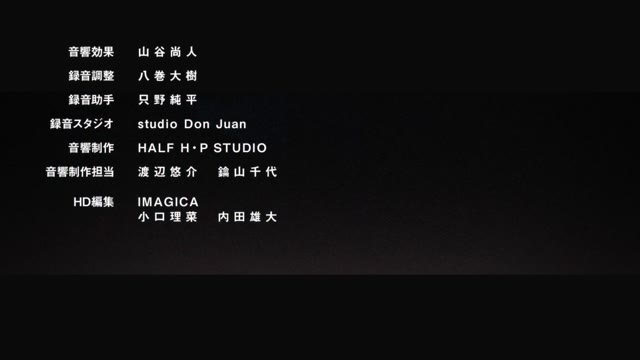 音響効果 山谷尚人
録音調整 八巻大樹
録音助手 只野純平
録音スタジオ studio Don Juan
音響制作 HALF H・P STUDIO
音響制作担当 渡辺悠介 鑰山千代
HD編集 IMAGICA
小口理菜 内田雄大